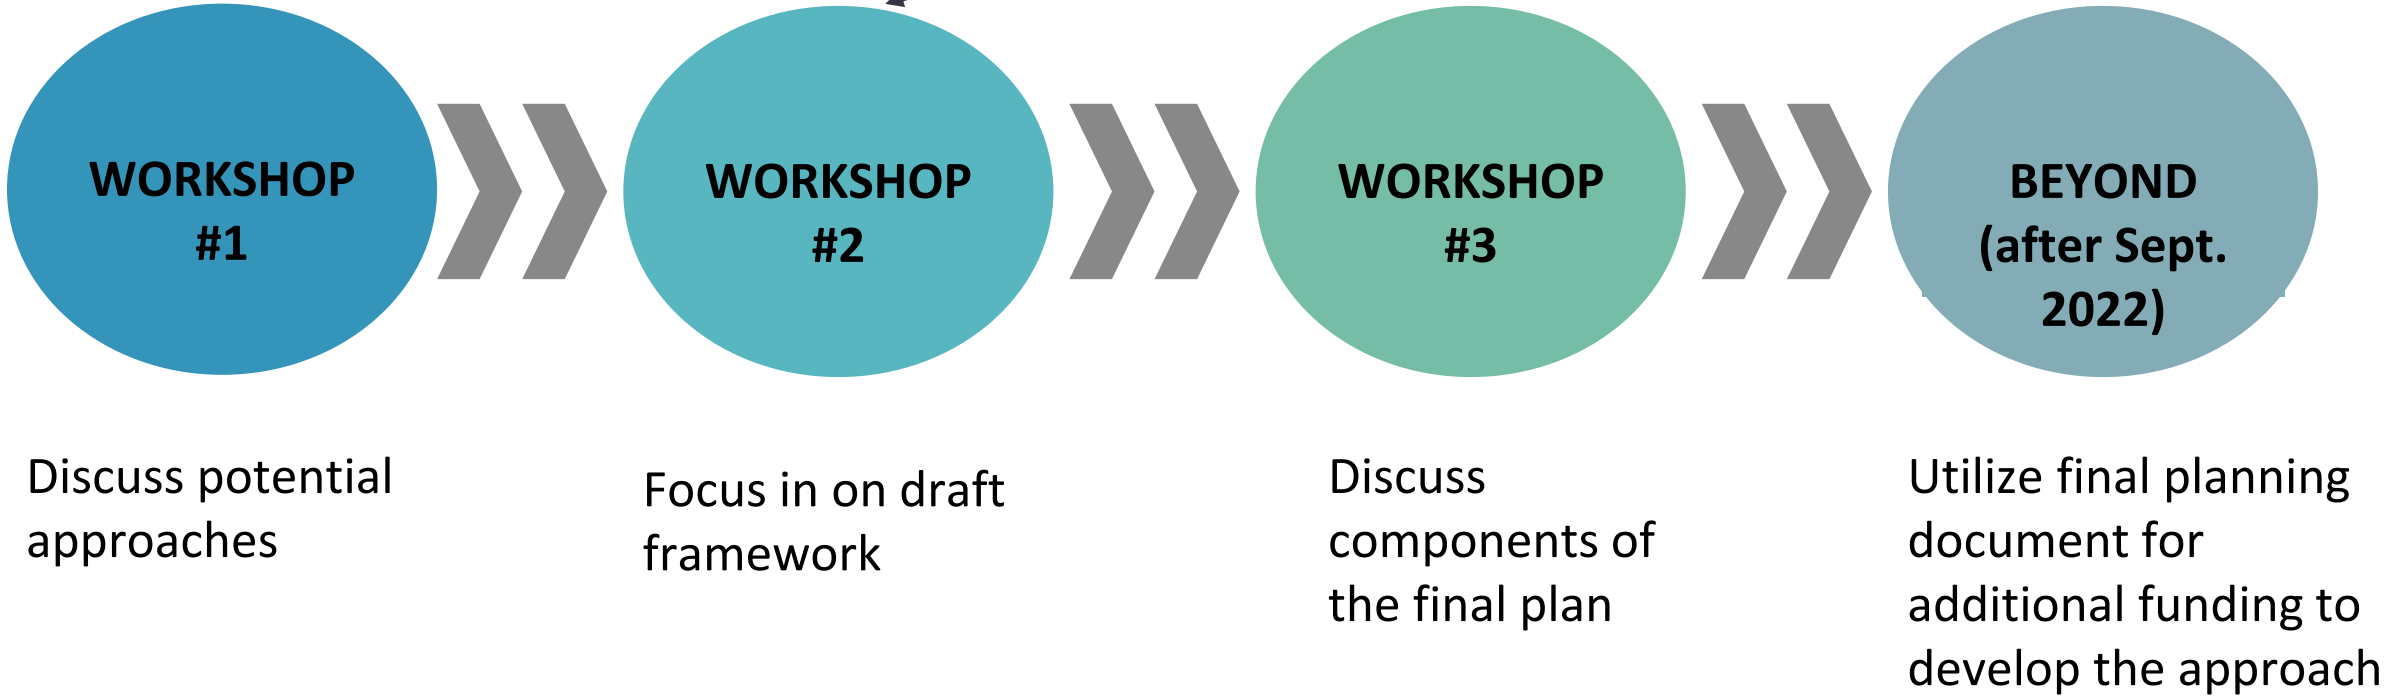 WORKSHOP
#1
WORKSHOP
#2
WORKSHOP
#3
BEYOND
(after Sept.
2022)
Discuss potential
approaches
Focus in on draft
framework
Discuss
components of
the final plan
Utilize final planning
document for
additional funding to
develop the approach